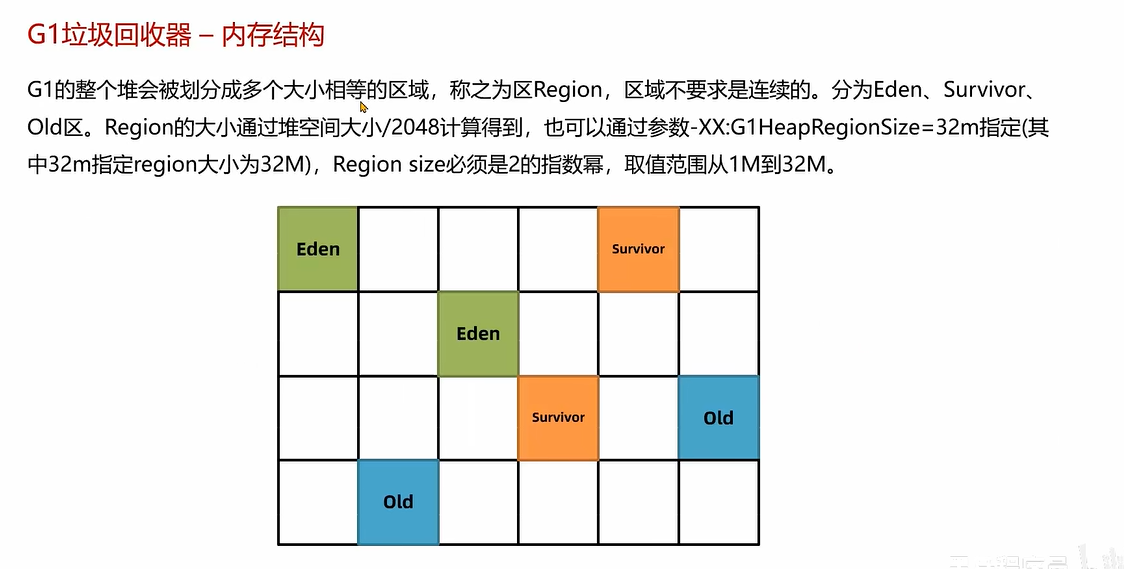 G1垃圾回收器 – 内存结构
G1的整个堆会被划分成多个大小相等的区域，称之为区Region，区域不要求是连续的。分为Eden、Survivor、
Old区。Region的大小通过堆空间大小/2048计算得到，也可以通过参数-XX:G1HeapRegionSize=32m指定(其
中32m指定region大小为32M)，Region size必须是2的指数幂，取值范围从1M到32M。
Eden
Survivor
Eden
Survivor
Old
Old